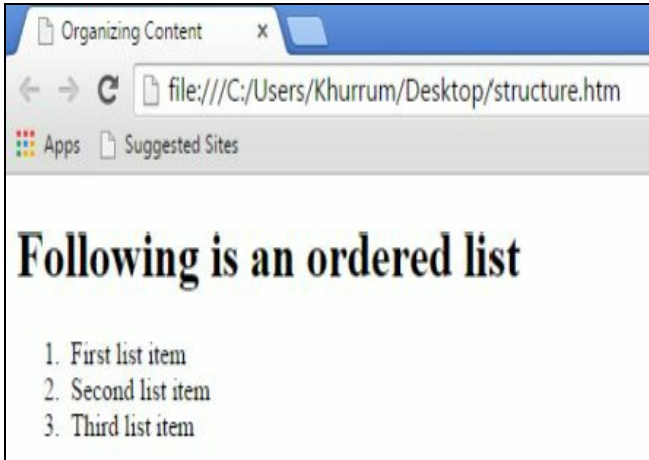 Organizing Content x
file:///C:/Users/Khurrum/Desktop/structure.htm
Apps Suggested Sites
Following is an ordered list
1. First list item
2. Second list item
3. Third list item